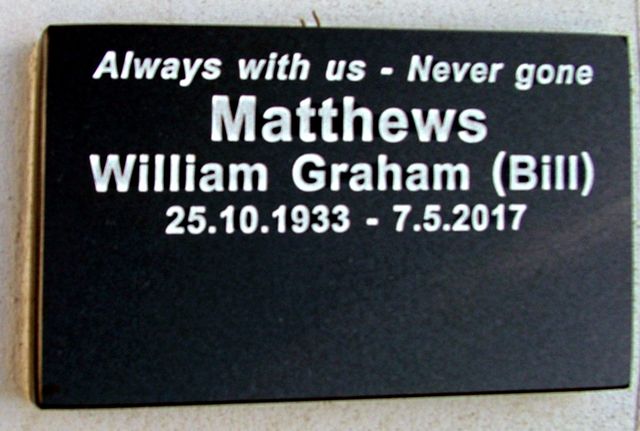 Always with us - Never gone
Matthews
William Graham (Bill)
25.10.1933 - 7.5.2017